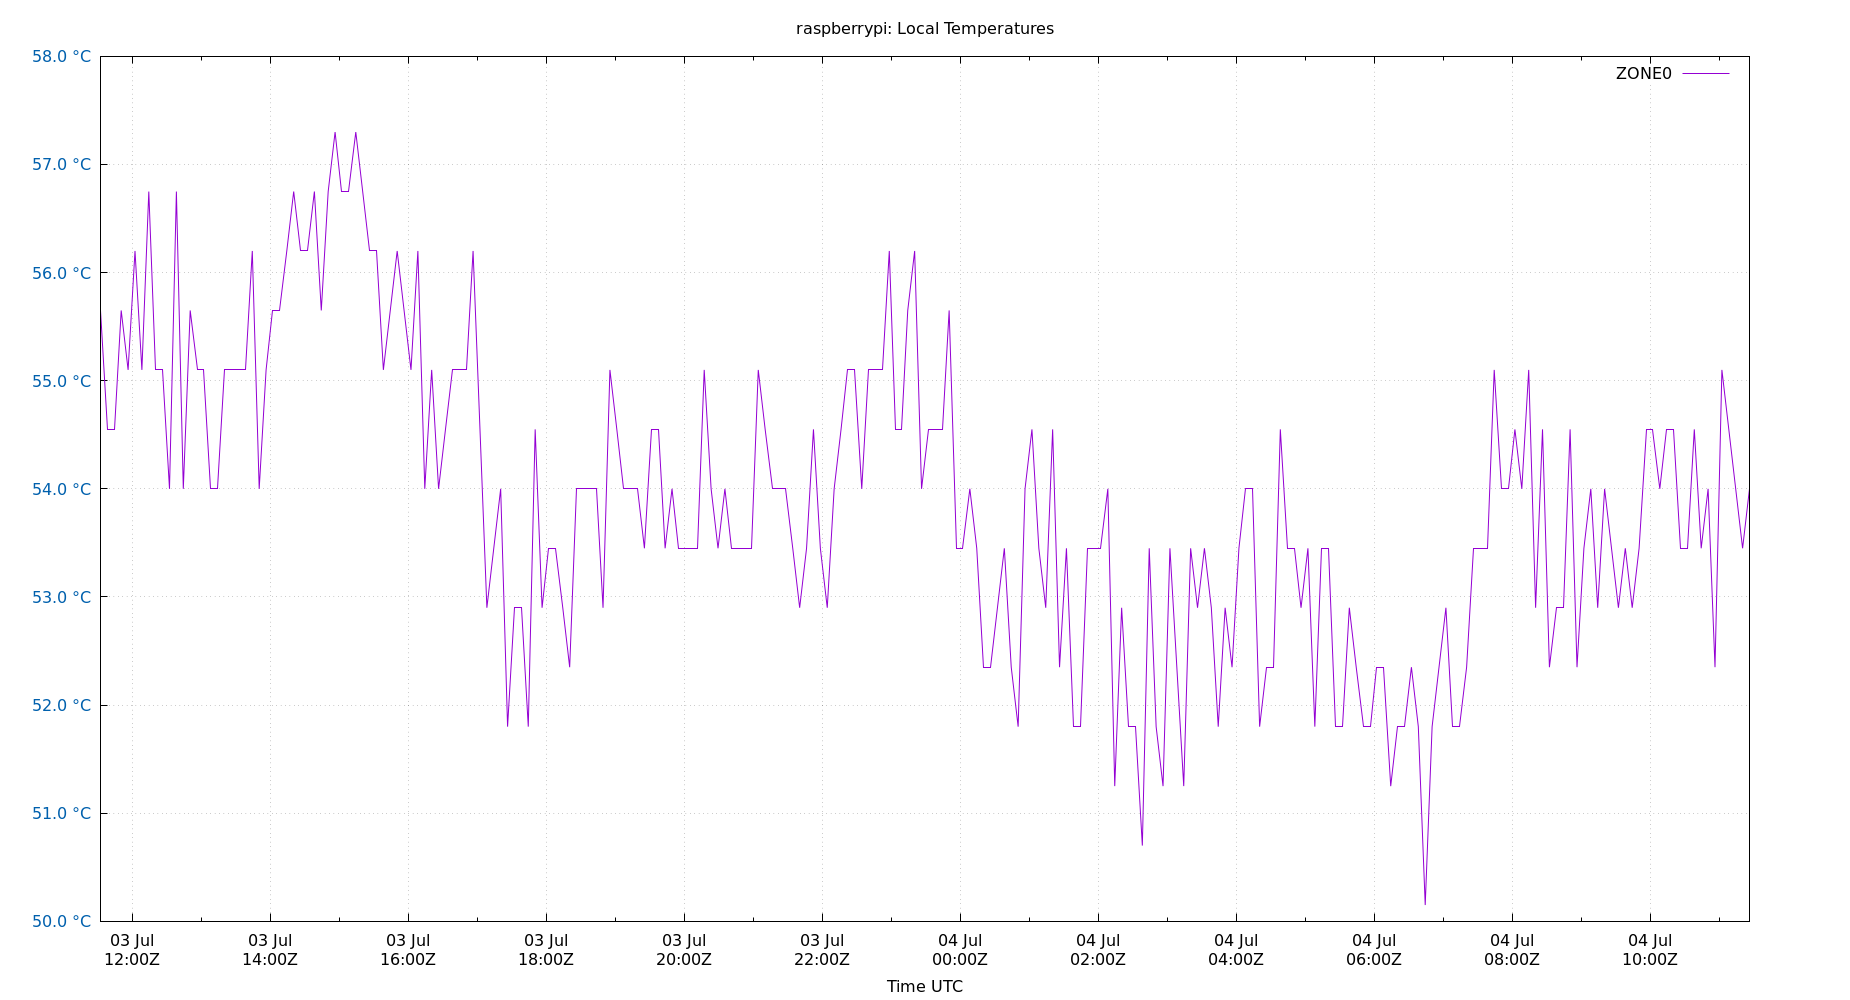 raspberrypi: Local Temperatures
58.0 °C
57.0 °C
56.0 °C
55.0 °C
54.0 °C
53.0 °C
52.0 °C
51.0 °C
50.0 °C
ZONE0
03 Jul 03 Jul 03 Jul 03 Jul 03 Jul 03 Jul 04 Jul 04 Jul 04 Jul 04 Jul 04 Jul 04 Jul
12:00Z 14:00Z 16:00Z 18:00Z 20:00Z 22:00Z 00:00Z 02:00Z 04:00Z 06:00Z 08:00Z 10:00Z
Time UTC